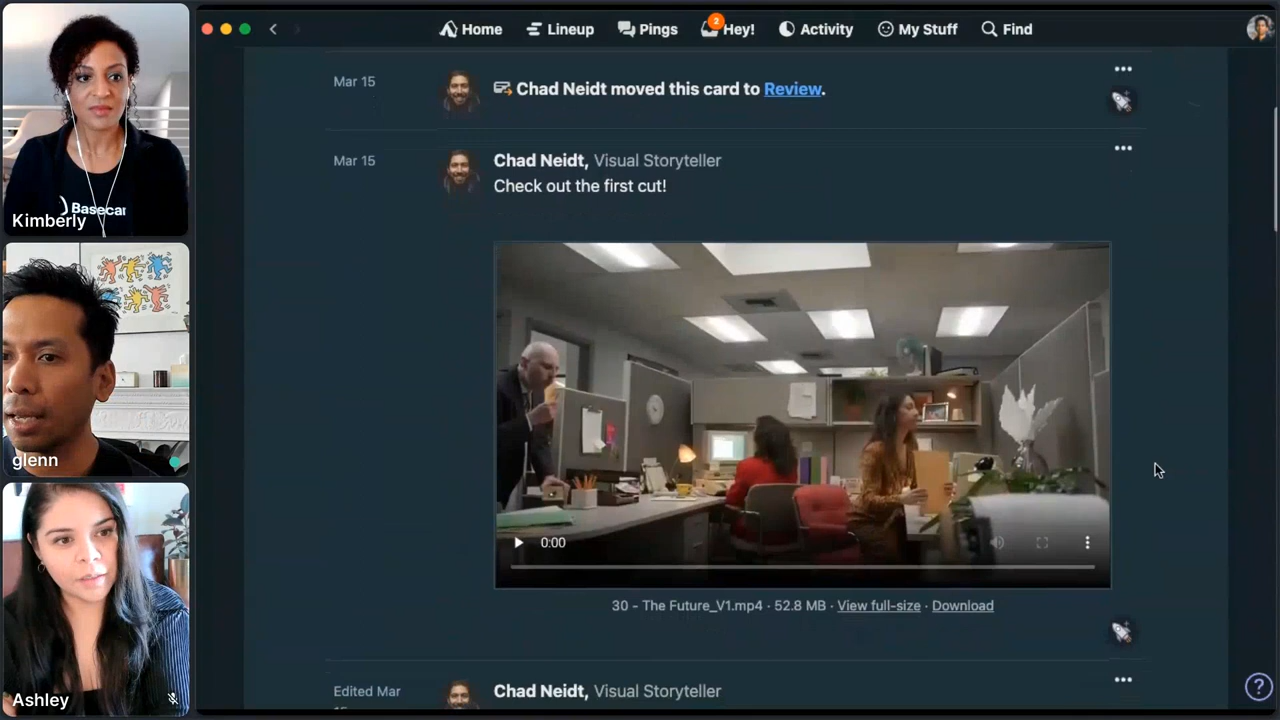 Home
Lineup
Pings
2
Hey!
Activity
My Stuff
Find
Mar 15
Chad Neidt moved this card to Review.
Mar 15
Chad Neidt, Visual Storyteller
Check out the first cut!
0:00
30 - The Future_V1.mp4 · 52.8 MB · View full-size · Download
Edited Mar
Chad Neidt, Visual Storyteller
?
Basecam
Kimberly
glenn
Ashley